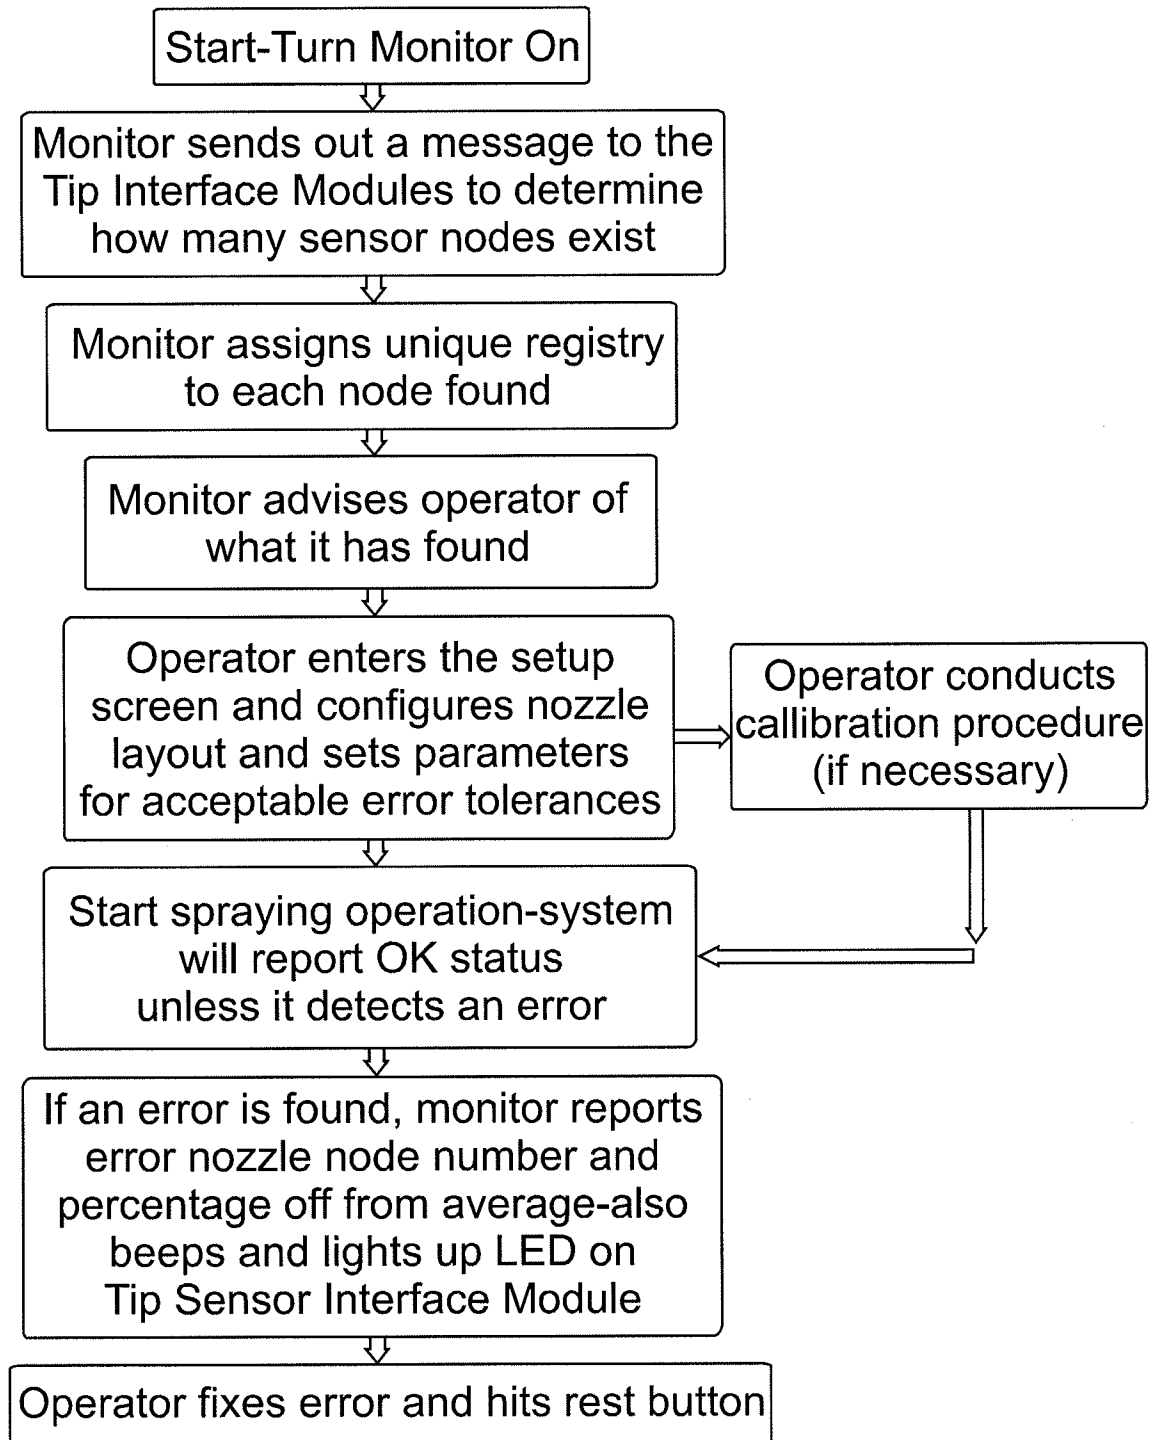 Start-Turn Monitor On
Monitor sends out a message to the
Tip Interface Modules to determine
how many sensor nodes exist
Monitor assigns unique registry
to each node found
Monitor advises operator of
what it has found
Operator enters the setup
screen and configures nozzle
layout and sets parameters
for acceptable error tolerances
Operator conducts
callibration procedure
(if necessary)
Start spraying operation-system
will report OK status
unless it detects an error
If an error is found, monitor reports
error nozzle node number and
percentage off from average-also
beeps and lights up LED on
Tip Sensor Interface Module
Operator fixes error and hits rest button